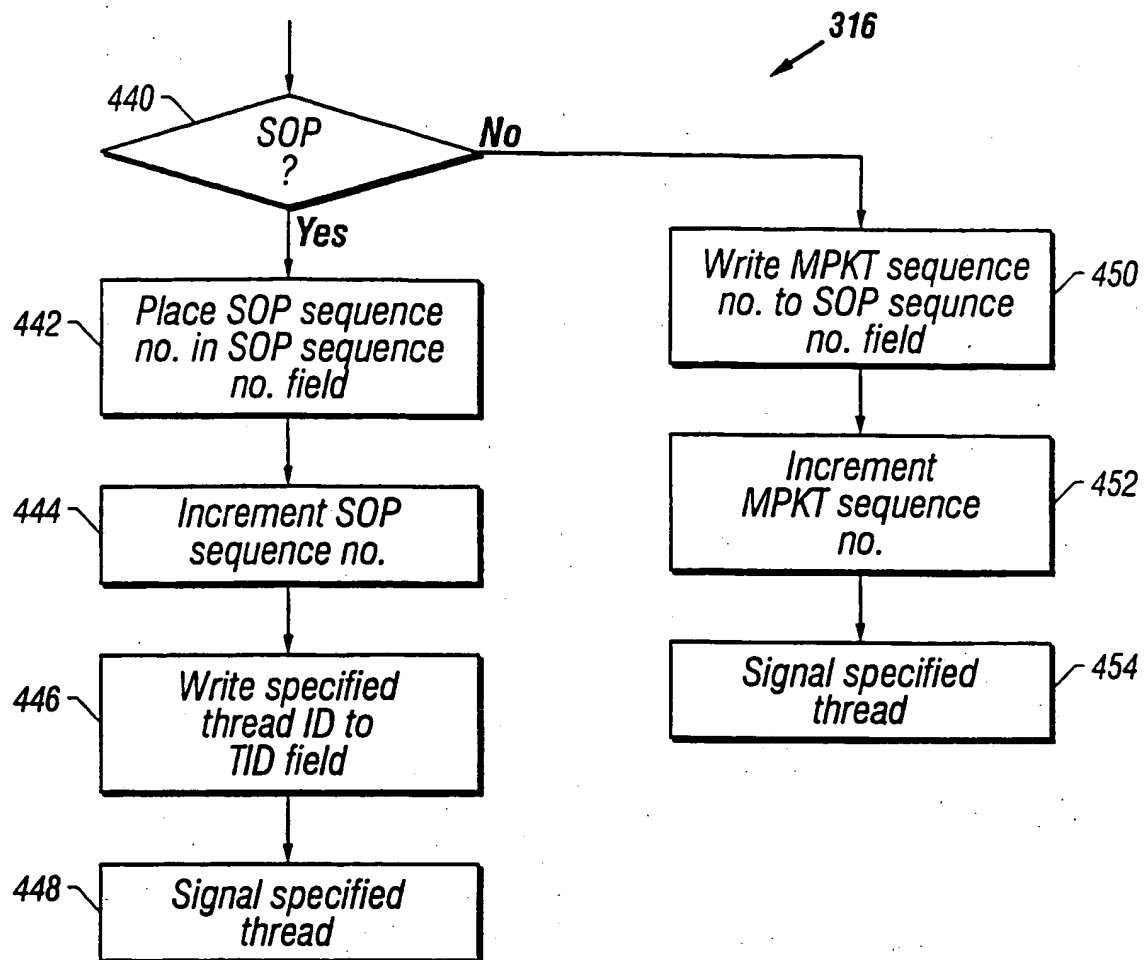 316
440
SOP
?
No
Yes
442
Place SOP sequence
no. in SOP sequence
no. field
444
Increment SOP
sequence no.
446
Write specified
thread ID to
TID field
448
Signal specified
thread
Write MPKT sequence
no. to SOP sequnce
no. field
450
Increment
MPKT sequence
no.
452
Signal specified
thread
454